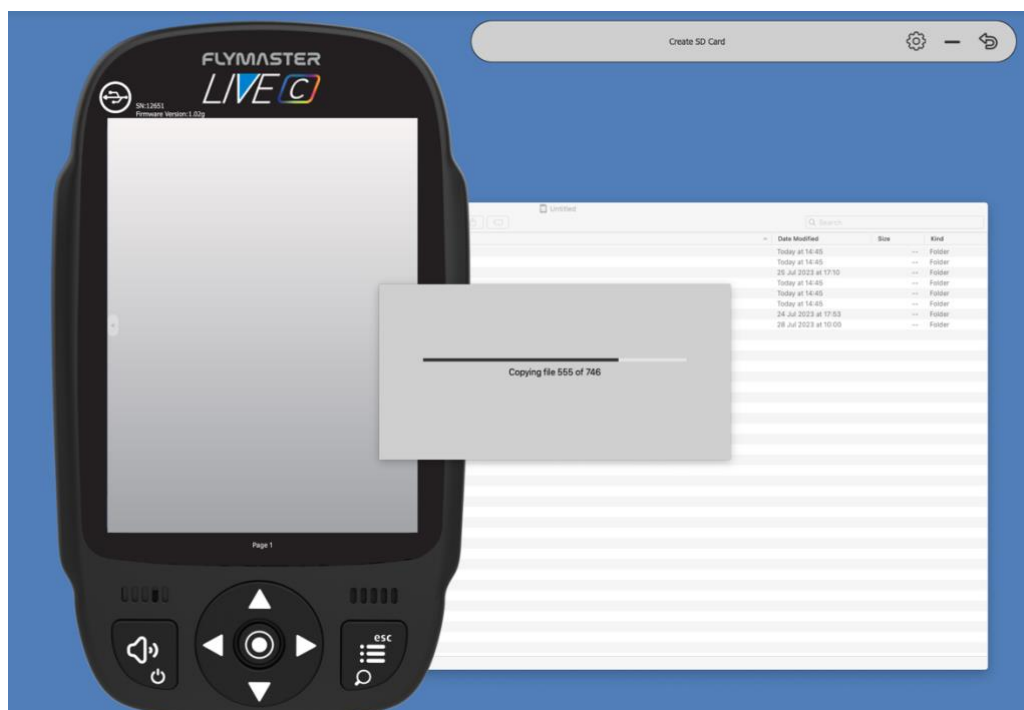 FLYMASTER
LIVE C
SN:12651
Firmware Version:1.02g
Create SD Card
Untitled
Search
Date Modified Size Kind
Today at 14:45 -- Folder
Today at 14:45 -- Folder
25 Jul 2023 at 17:10 -- Folder
Today at 14:45 -- Folder
Today at 14:45 -- Folder
Today at 14:45 -- Folder
24 Jul 2023 at 17:53 -- Folder
28 Jul 2023 at 10:00 -- Folder
Copying file 555 of 746
Page 1
esc